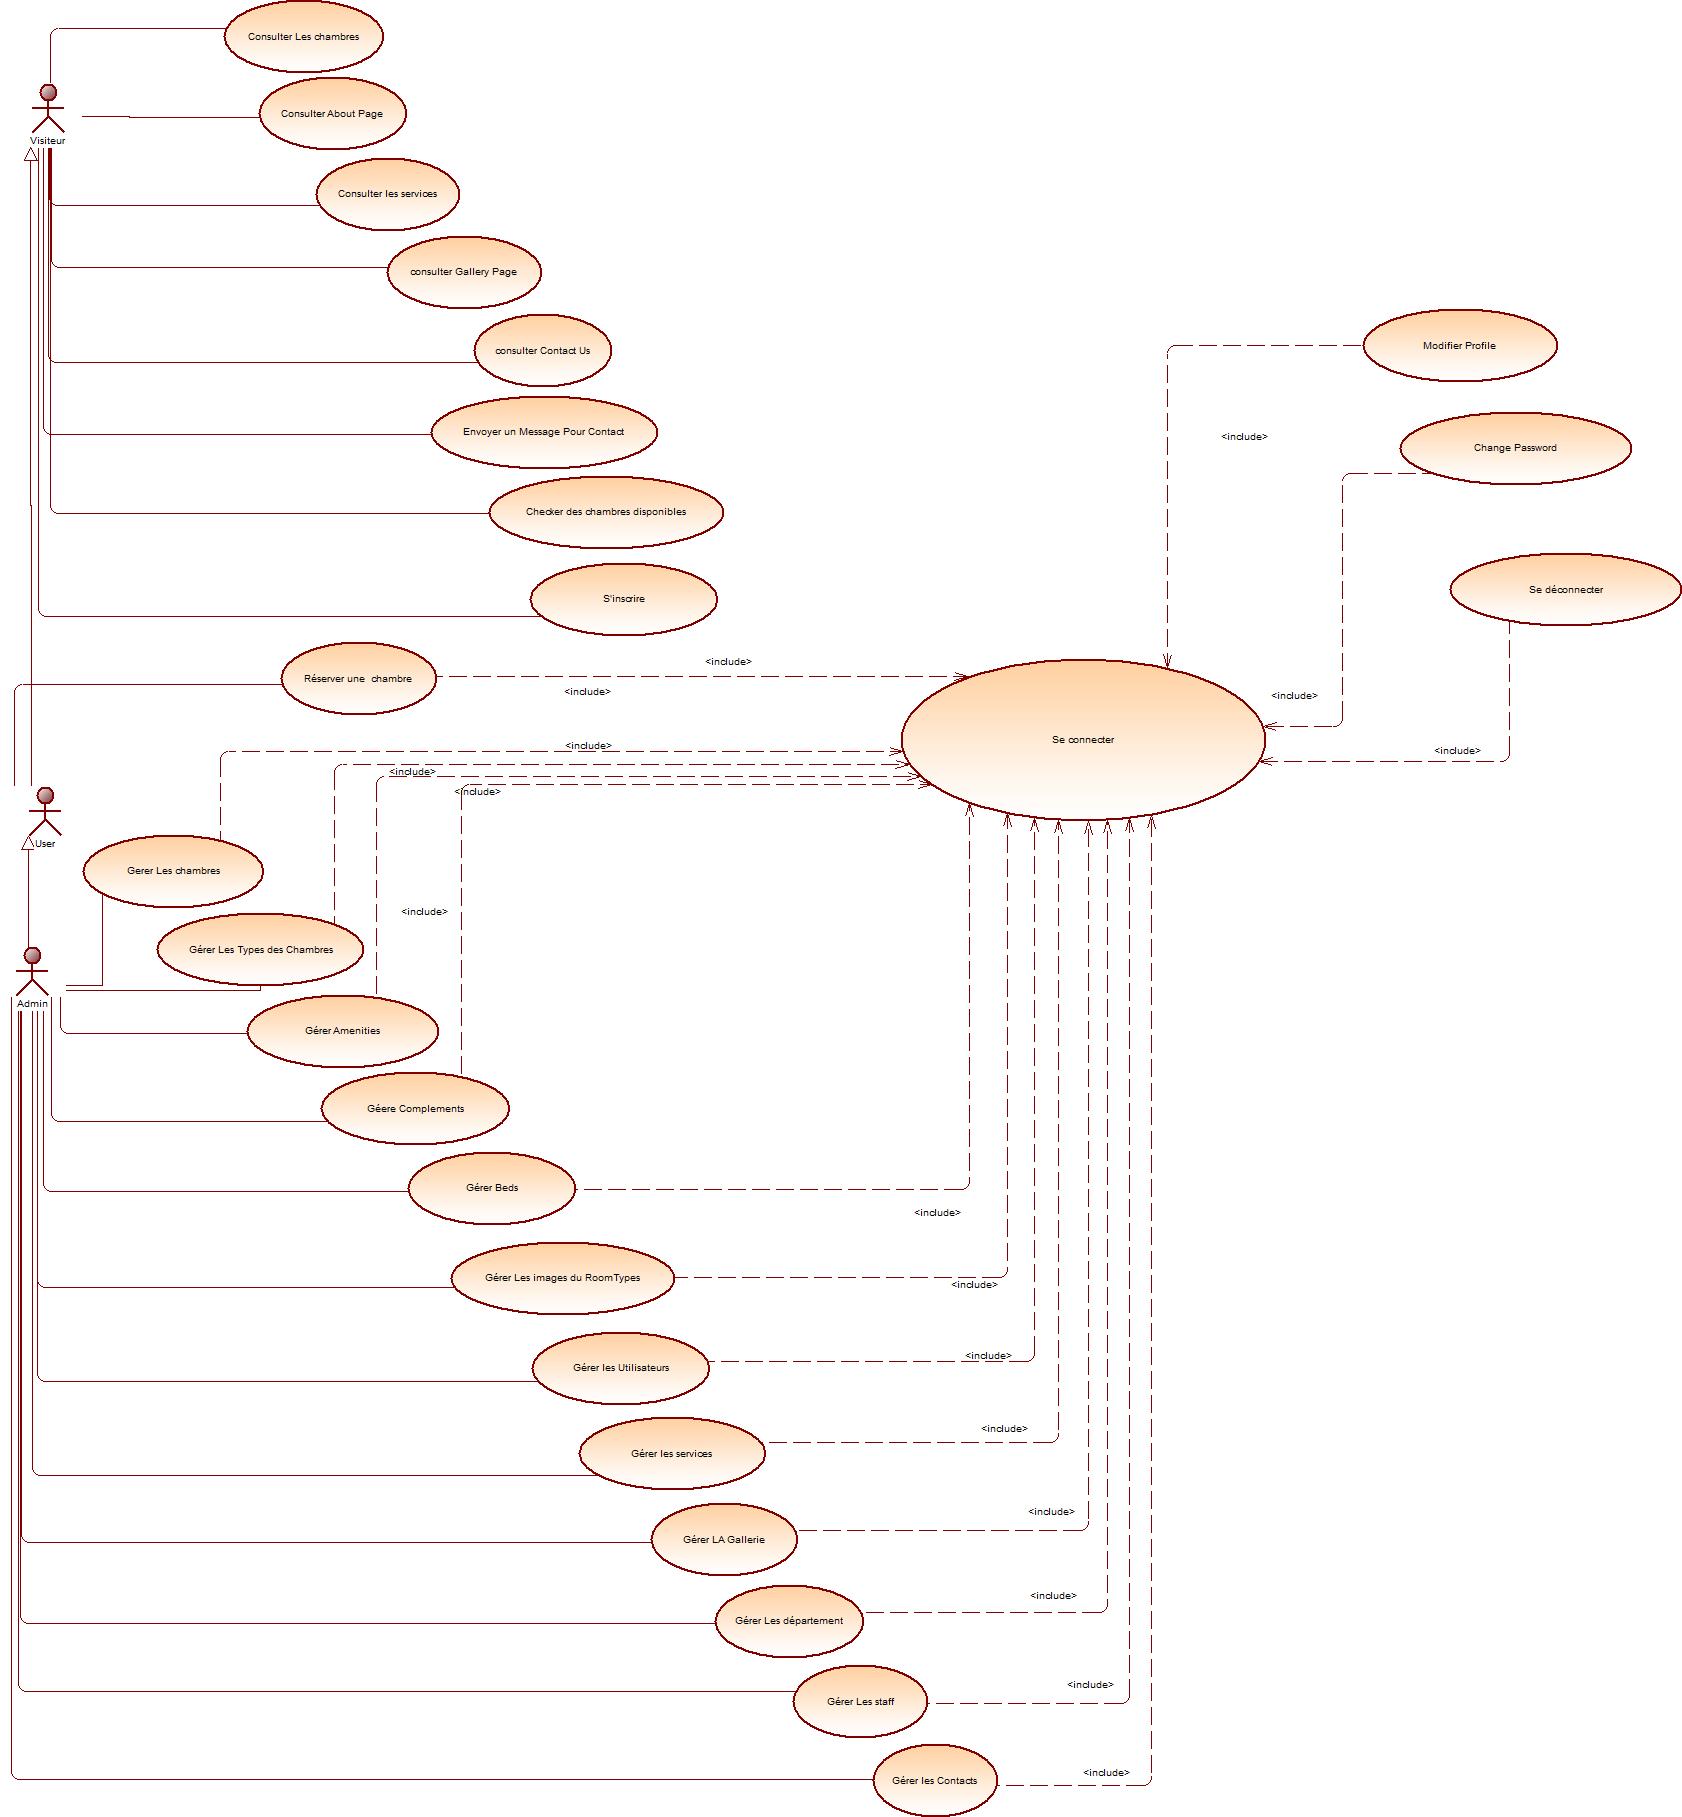 Consulter Les chambres
Consulter About Page
Visiteur
Consulter les services
consulter Gallery Page
Modifier Profile
consulter Contact Us
Envoyer un Message Pour Contact
<include>
Change Password
Checker des chambres disponibles
Se déconnecter
S'inscrire
<include>
Réserver une chambre
<include>
<include>
Se connecter
<include>
<include>
<include>
<include>
User
Gerer Les chambres
<include>
Gérer Les Types des Chambres
Admin
Gérer Amenities
Géere Complements
Gérer Beds
<include>
Gérer Les images du RoomTypes
<include>
<include>
Gérer les Utilisateurs
<include>
Gérer les services
<include>
Gérer LA Gallerie
<include>
Gérer Les département
<include>
Gérer Les staff
<include>
Gérer les Contacts